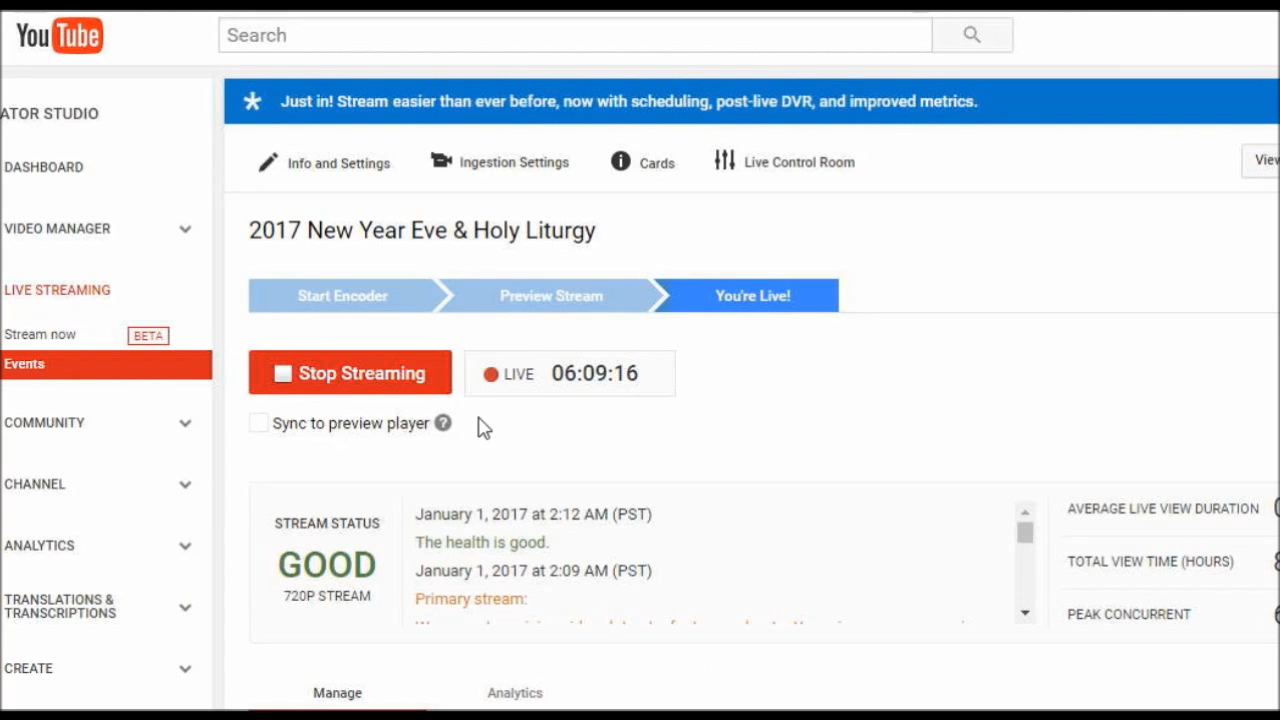 YouTube
Search
ATOR STUDIO
Just in! Stream easier than ever before, now with scheduling, post-live DVR, and improved metrics.
DASHBOARD
Info and Settings
Ingestion Settings
Cards
Live Control Room
View
VIDEO MANAGER
2017 New Year Eve & Holy Liturgy
LIVE STREAMING
Start Encoder
Preview Stream
You're Live!
Stream now
BETA
Events
Stop Streaming
LIVE 06:09:16
COMMUNITY
Sync to preview player ?
CHANNEL
STREAM STATUS
GOOD
720P STREAM
January 1, 2017 at 2:12 AM (PST)
The health is good.
January 1, 2017 at 2:09 AM (PST)
Primary stream:
AVERAGE LIVE VIEW DURATION
TOTAL VIEW TIME (HOURS)
PEAK CONCURRENT
ANALYTICS
TRANSLATIONS &
TRANSCRIPTIONS
CREATE
Manage
Analytics